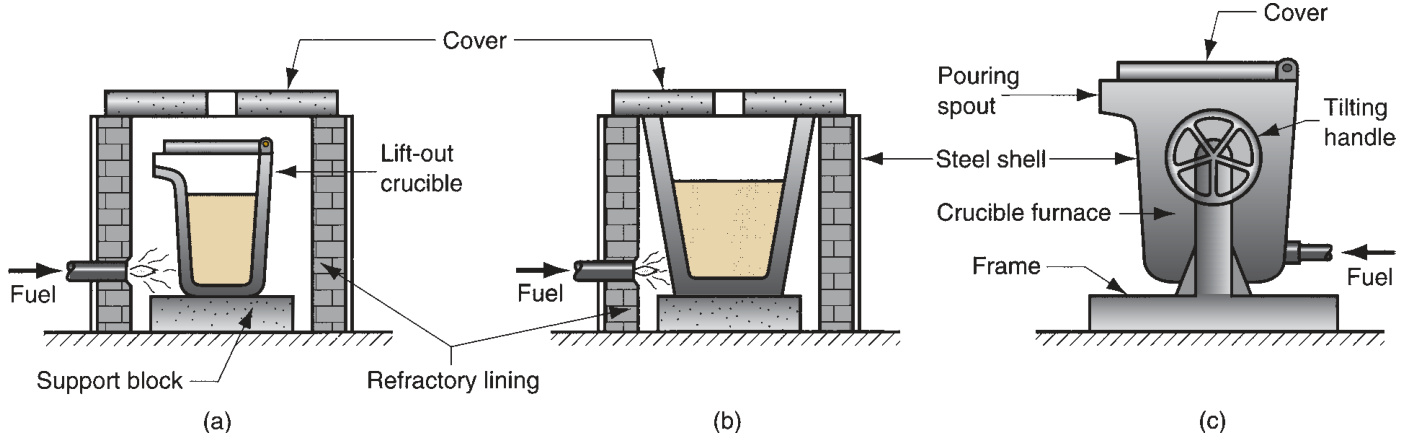 Cover
Cover
Pouring
spout
Tilting
handle
Lift-out
crucible
Steel shell
Crucible furnace
Frame
Fuel
Fuel
Fuel
Support block
Refractory lining
(a)
(b)
(c)